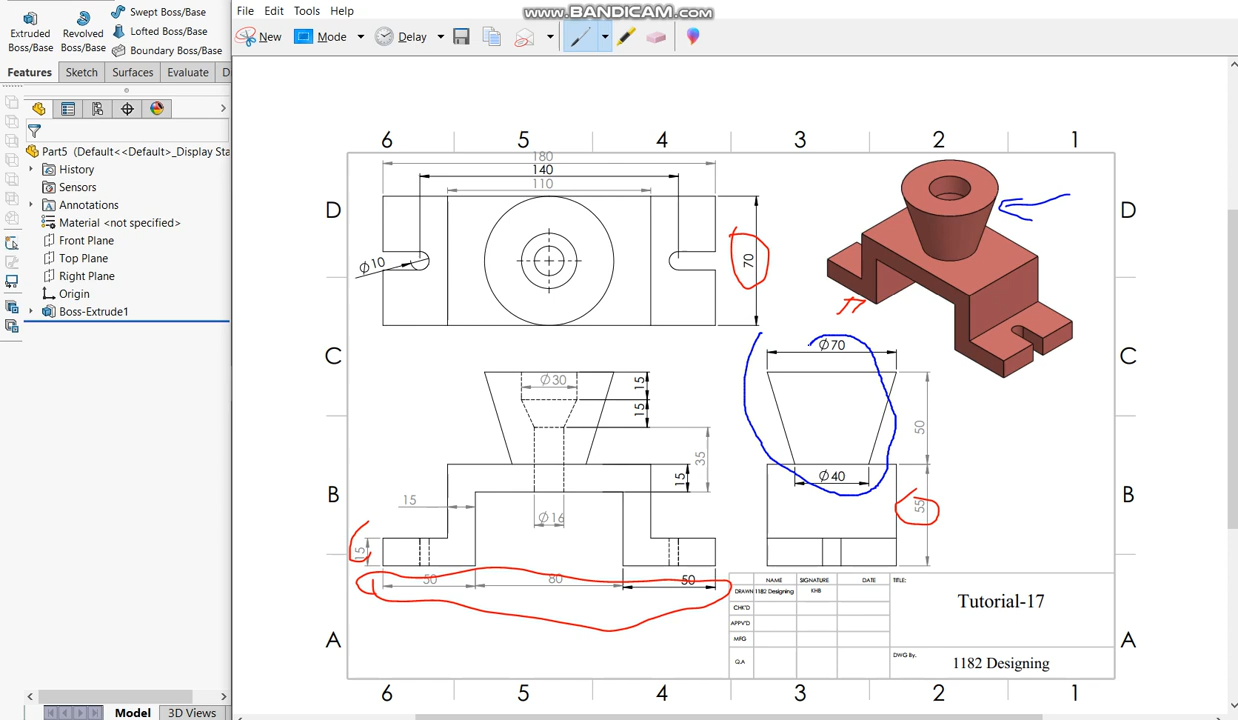 www.BANDICAM.com
Extruded Boss/Base
Revolved Boss/Base
Swept Boss/Base
Lofted Boss/Base
Boundary Boss/Base
File Edit Tools Help
New Mode Delay
Features Sketch Surfaces Evaluate D
Part5 (Default<<Default>_Display Sta
History
Sensors
Annotations
Material <not specified>
Front Plane
Top Plane
Right Plane
Origin
Boss-Extrude1
6 5 4 3 2 1
180
140
110
D D
Ø10
70
C C
Ø70
Ø30
15
15
50
35
15
Ø40
B B
15
Ø16
55
15
50 80 50
NAME SIGNATURE DATE TITLE:
DRAWN 1182 Designing KHB
CHK'D
APPV'D
MFG
Q.A
Tutorial-17
DWG By.
1182 Designing
A A
6 5 4 3 2 1
Model 3D Views